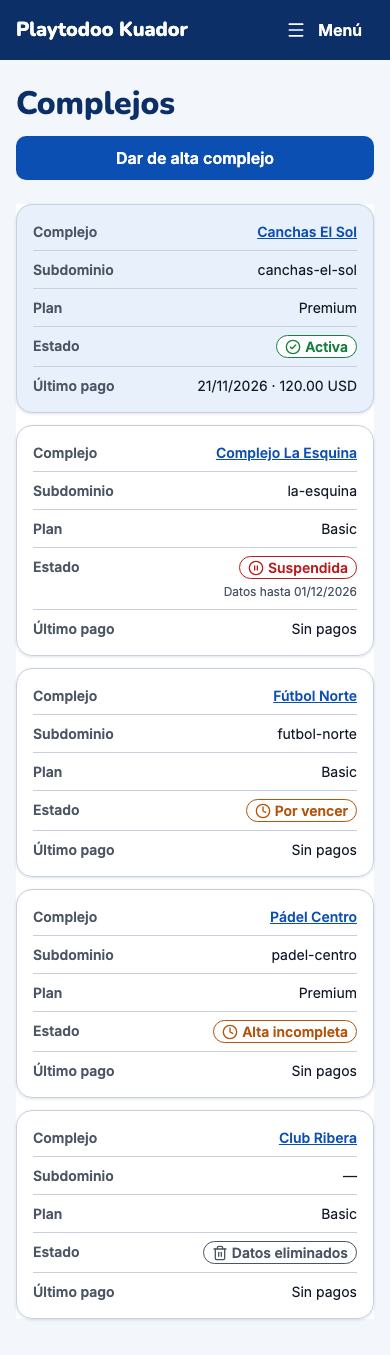 Playtodoo Kuador
Menú
Complejos
Dar de alta complejo
Complejo Canchas El Sol
Subdominio canchas-el-sol
Plan Premium
Estado Activa
Último pago 21/11/2026 · 120.00 USD
Complejo Complejo La Esquina
Subdominio la-esquina
Plan Basic
Estado Suspendida
Datos hasta 01/12/2026
Último pago Sin pagos
Complejo Fútbol Norte
Subdominio futbol-norte
Plan Basic
Estado Por vencer
Último pago Sin pagos
Complejo Pádel Centro
Subdominio padel-centro
Plan Premium
Estado Alta incompleta
Último pago Sin pagos
Complejo Club Ribera
Subdominio —
Plan Basic
Estado Datos eliminados
Último pago Sin pagos